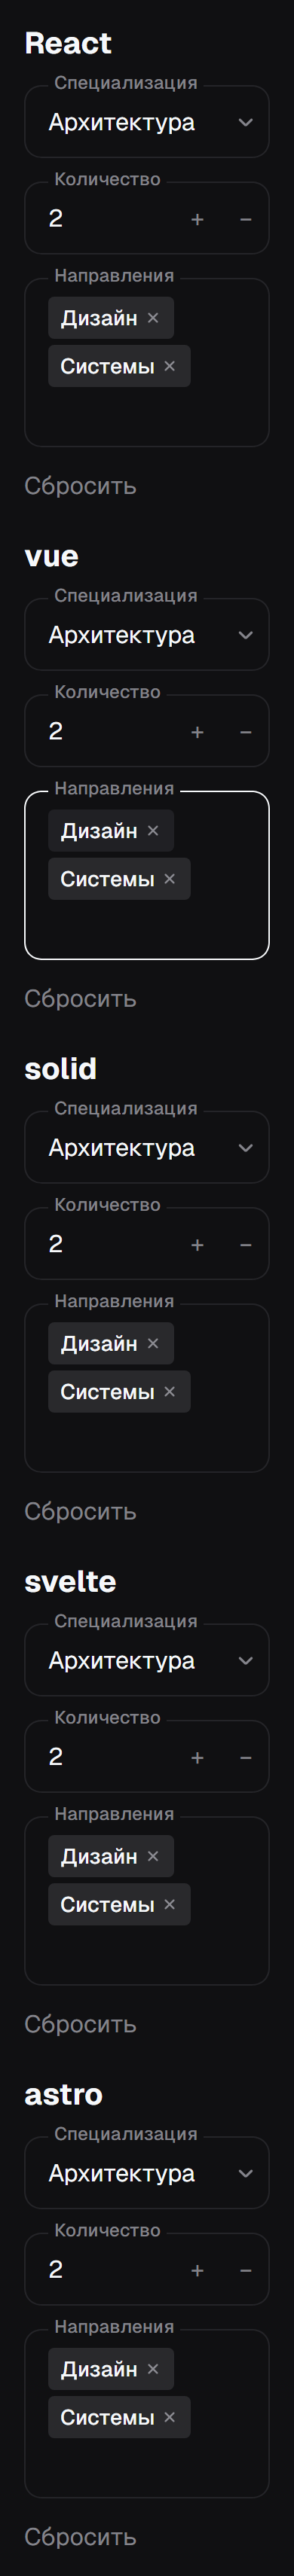 React
Специализация
Архитектура
Количество
2 + −
Направления
Дизайн ×
Системы ×
Сбросить
vue
Специализация
Архитектура
Количество
2 + −
Направления
Дизайн ×
Системы ×
Сбросить
solid
Специализация
Архитектура
Количество
2 + −
Направления
Дизайн ×
Системы ×
Сбросить
svelte
Специализация
Архитектура
Количество
2 + −
Направления
Дизайн ×
Системы ×
Сбросить
astro
Специализация
Архитектура
Количество
2 + −
Направления
Дизайн ×
Системы ×
Сбросить